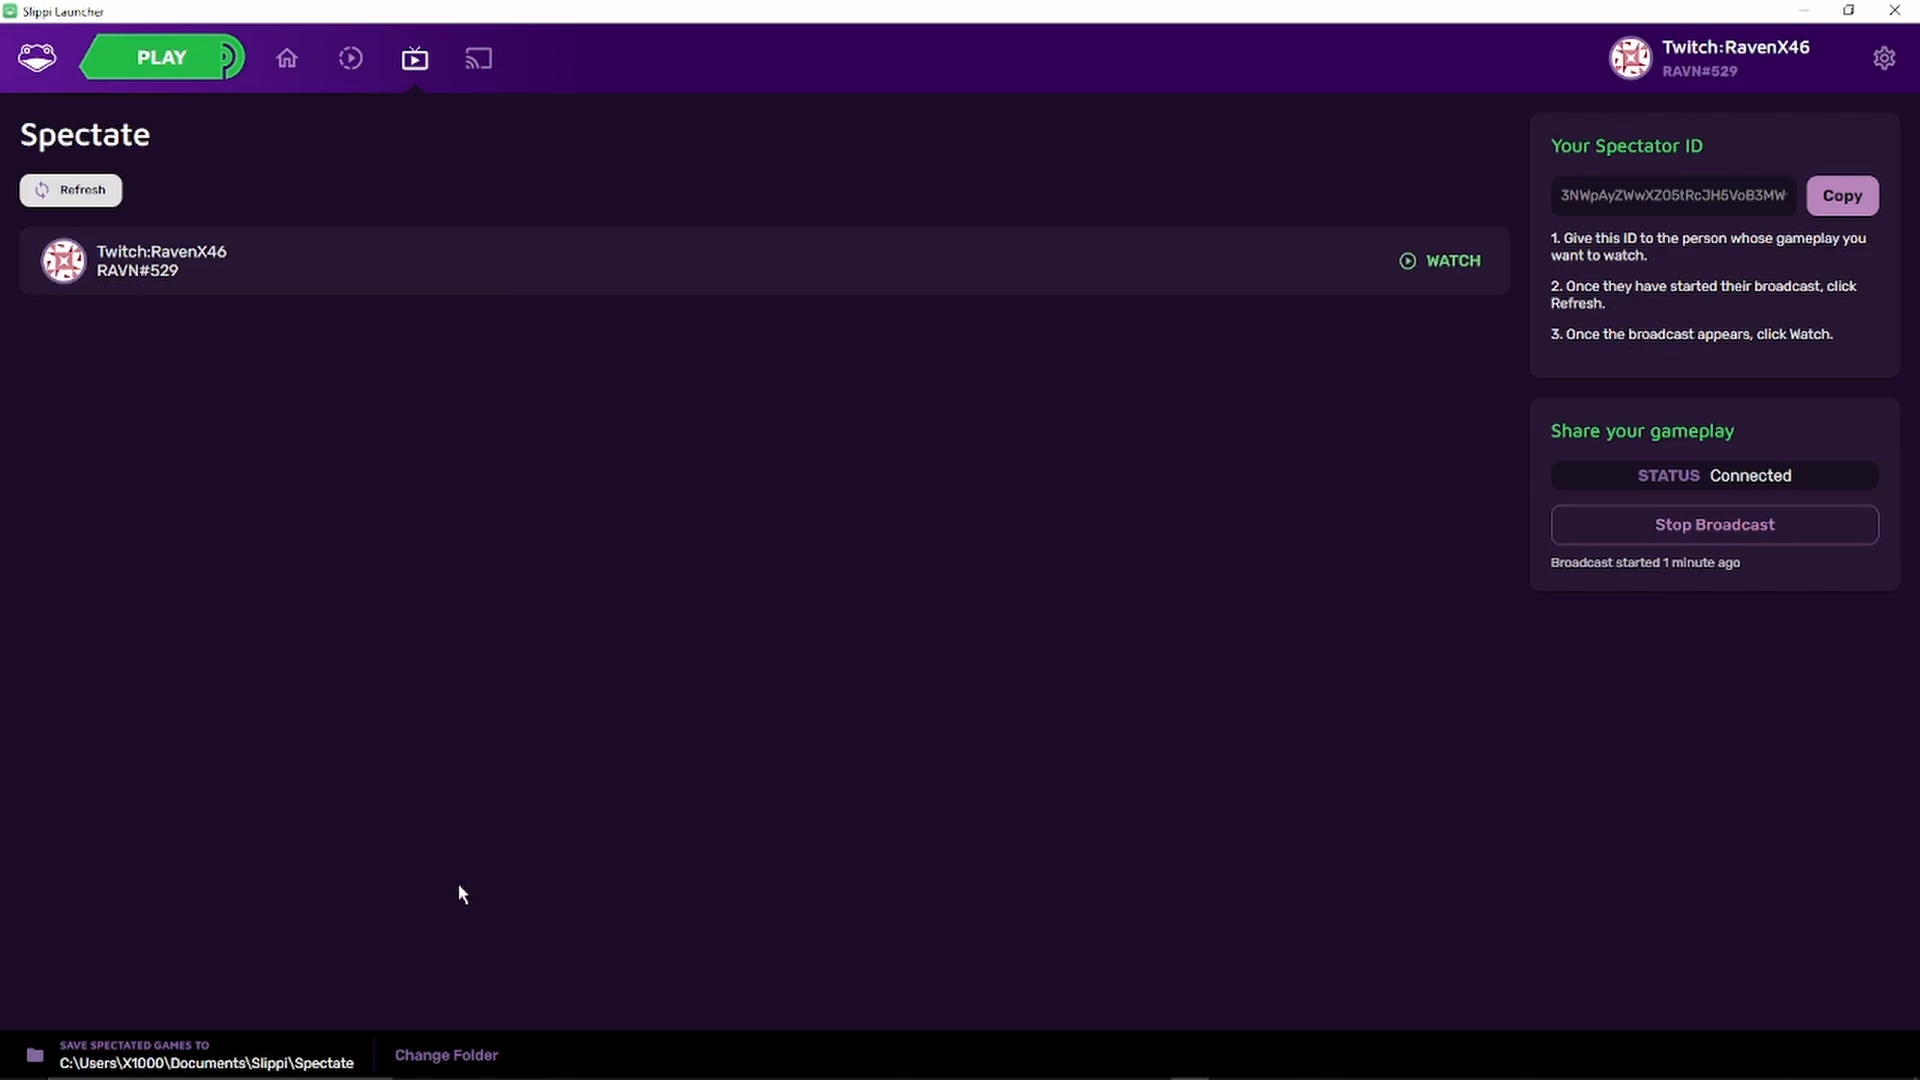 Slippi Launcher
PLAY
Twitch:RavenX46
RAVN#529
Spectate
Refresh
Twitch:RavenX46
RAVN#529
WATCH
Your Spectator ID
3NWpAyZWwXZO5tRcJH5VoB3MW
Copy
1. Give this ID to the person whose gameplay you
want to watch.
2. Once they have started their broadcast, click
Refresh.
3. Once the broadcast appears, click Watch.
Share your gameplay
STATUS Connected
Stop Broadcast
Broadcast started 1 minute ago
SAVE SPECTATED GAMES TO
C:\Users\X1000\Documents\Slippi\Spectate
Change Folder